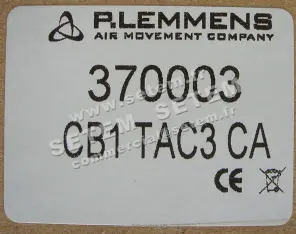 P.LEMMENS
AIR MOVEMENT COMPANY
370003
CB1 TAC3 CA
CE